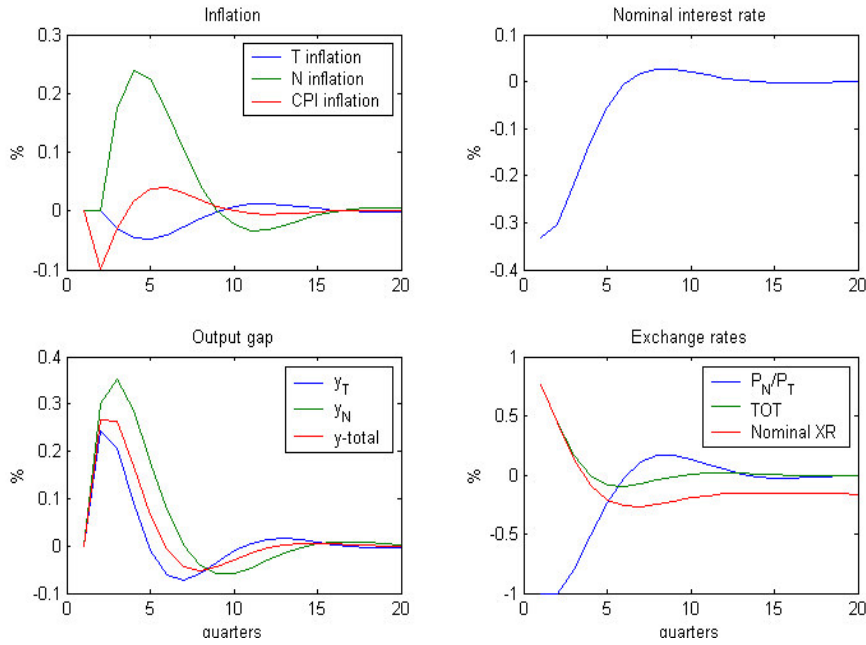 Inflation
0.3
0.2
0.1
0
-0.1
%
T inflation
N inflation
CPI inflation
0 5 10 15 20
Nominal interest rate
0.1
0
-0.1
-0.2
-0.3
-0.4
%
0 5 10 15 20
Output gap
0.4
0.3
0.2
0.1
0
-0.1
%
y_T
y_N
y-total
0 5 10 15 20
quarters
Exchange rates
1
0.5
0
-0.5
-1
%
P_N/P_T
TOT
Nominal XR
0 5 10 15 20
quarters